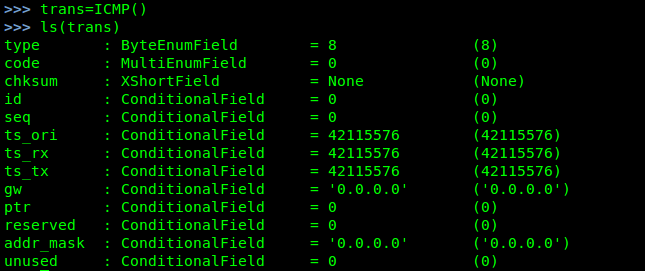 >>> trans=ICMP()
>>> ls(trans)
type       : ByteEnumField        = 8               (8)
code       : MultiEnumField       = 0               (0)
chksum     : XShortField          = None            (None)
id         : ConditionalField     = 0               (0)
seq        : ConditionalField     = 0               (0)
ts_ori     : ConditionalField     = 42115576        (42115576)
ts_rx      : ConditionalField     = 42115576        (42115576)
ts_tx      : ConditionalField     = 42115576        (42115576)
gw         : ConditionalField     = '0.0.0.0'       ('0.0.0.0')
ptr        : ConditionalField     = 0               (0)
reserved   : ConditionalField     = 0               (0)
addr_mask  : ConditionalField     = '0.0.0.0'       ('0.0.0.0')
unused     : ConditionalField     = 0               (0)